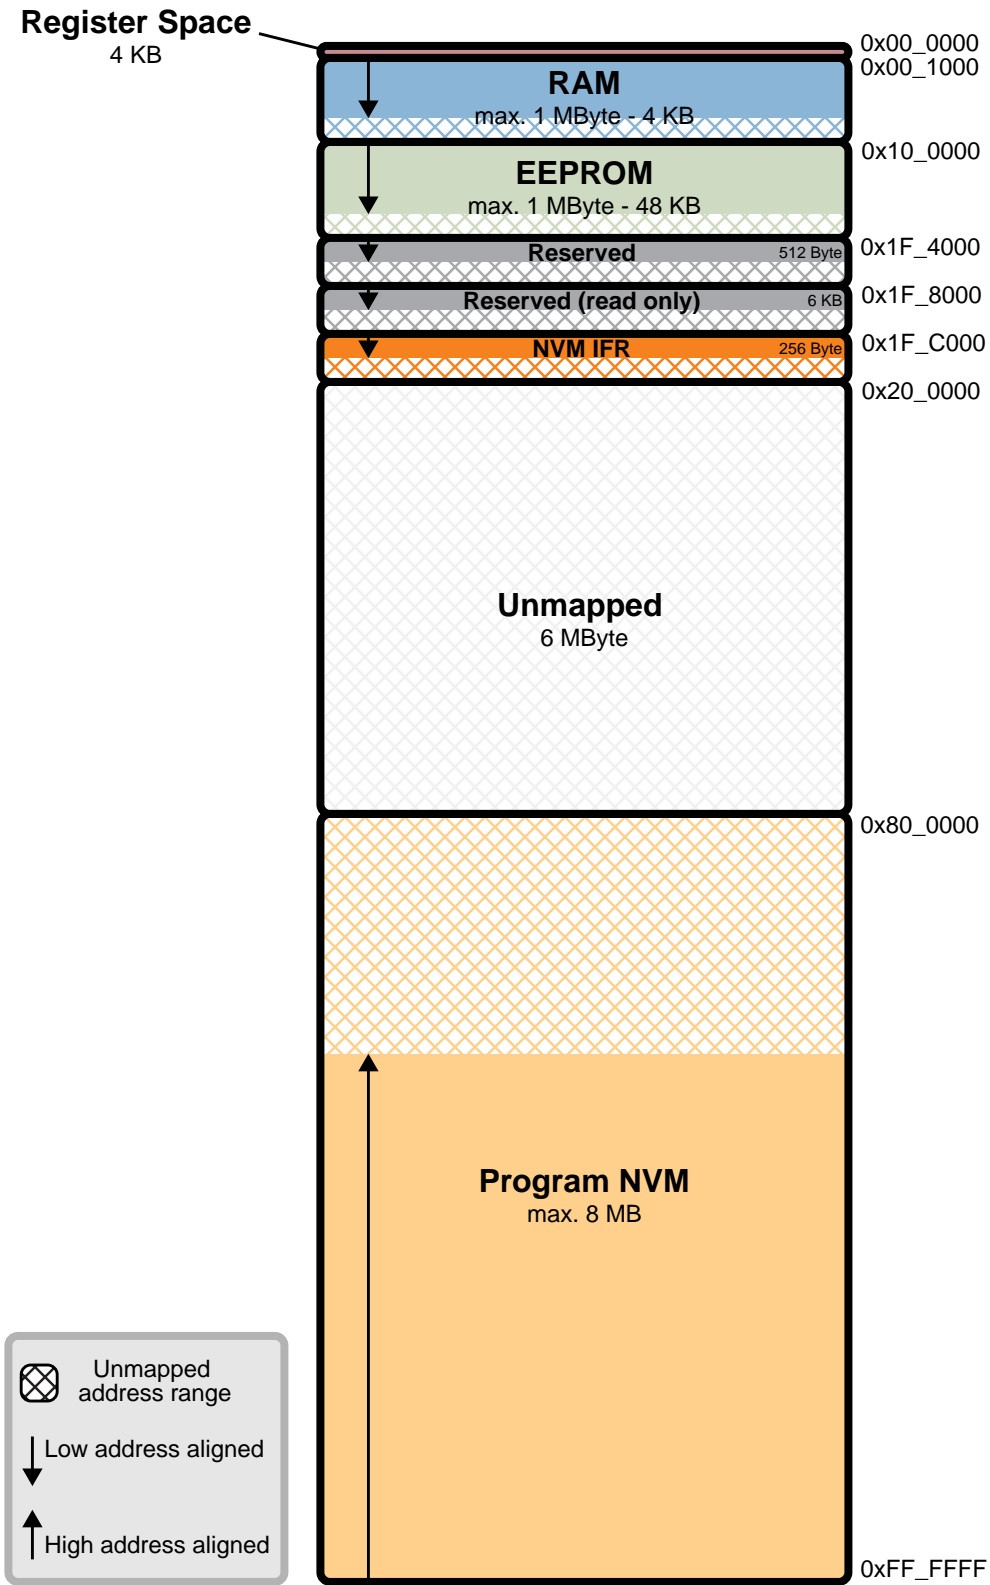 Register Space
4 KB
0x00_0000
0x00_1000
RAM
max. 1 MByte - 4 KB
0x10_0000
EEPROM
max. 1 MByte - 48 KB
Reserved 512 Byte 0x1F_4000
Reserved (read only) 6 KB 0x1F_8000
NVM IFR 256 Byte 0x1F_C000
0x20_0000
Unmapped
6 MByte
0x80_0000
Program NVM
max. 8 MB
Unmapped
address range
Low address aligned
High address aligned
0xFF_FFFF